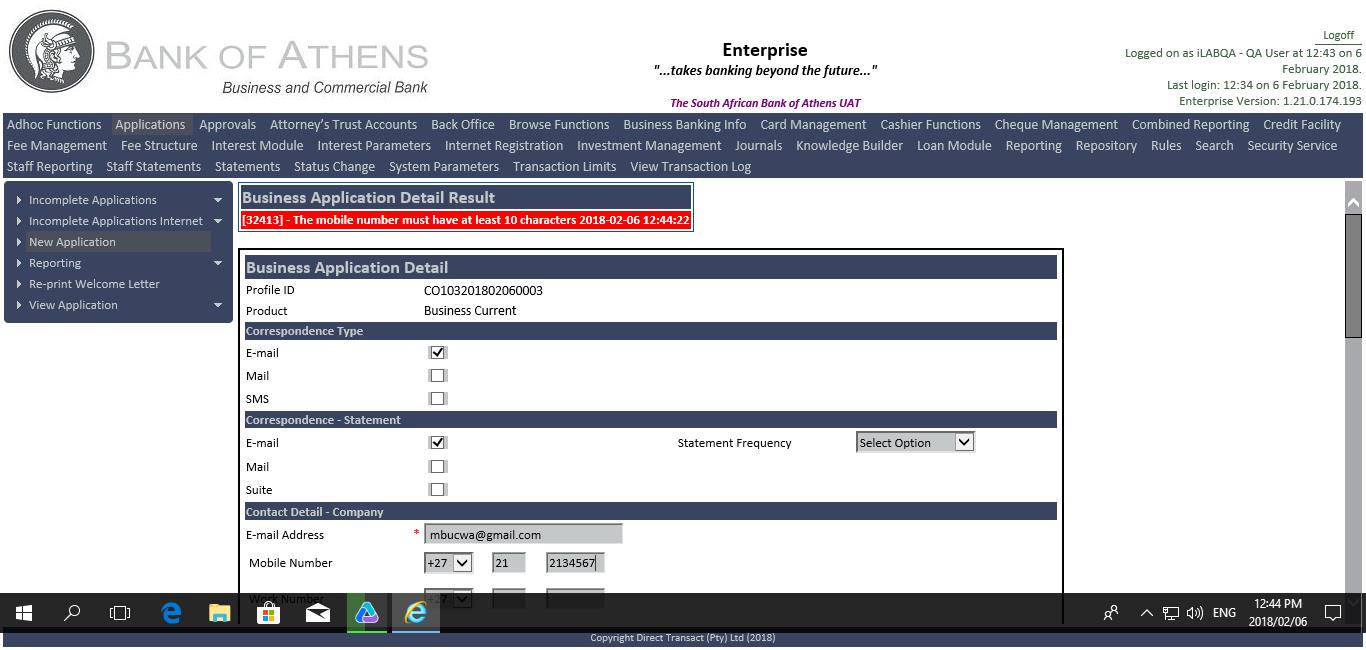 BANK OF ATHENS
Business and Commercial Bank
Enterprise
"...takes banking beyond the future..."
The South African Bank of Athens UAT
Logoff
Logged on as iLABQA - QA User at 12:43 on 6
February 2018.
Last login: 12:34 on 6 February 2018.
Enterprise Version: 1.21.0.174.193
Adhoc Functions Applications Approvals Attorney's Trust Accounts Back Office Browse Functions Business Banking Info Card Management Cashier Functions Cheque Management Combined Reporting Credit Facility
Fee Management Fee Structure Interest Module Interest Parameters Internet Registration Investment Management Journals Knowledge Builder Loan Module Reporting Repository Rules Search Security Service
Staff Reporting Staff Statements Statements Status Change System Parameters Transaction Limits View Transaction Log
Incomplete Applications
Incomplete Applications Internet
New Application
Reporting
Re-print Welcome Letter
View Application
Business Application Detail Result
[32413] - The mobile number must have at least 10 characters 2018-02-06 12:44:22
Business Application Detail
Profile ID CO103201802060003
Product Business Current
Correspondence Type
E-mail
Mail
SMS
Correspondence - Statement
E-mail Statement Frequency Select Option
Mail
Suite
Contact Detail - Company
E-mail Address * mbucwa@gmail.com
Mobile Number +27 21 2134567
Work Number +27
ENG
12:44 PM
2018/02/06
Copyright Direct Transact (Pty) Ltd (2018)